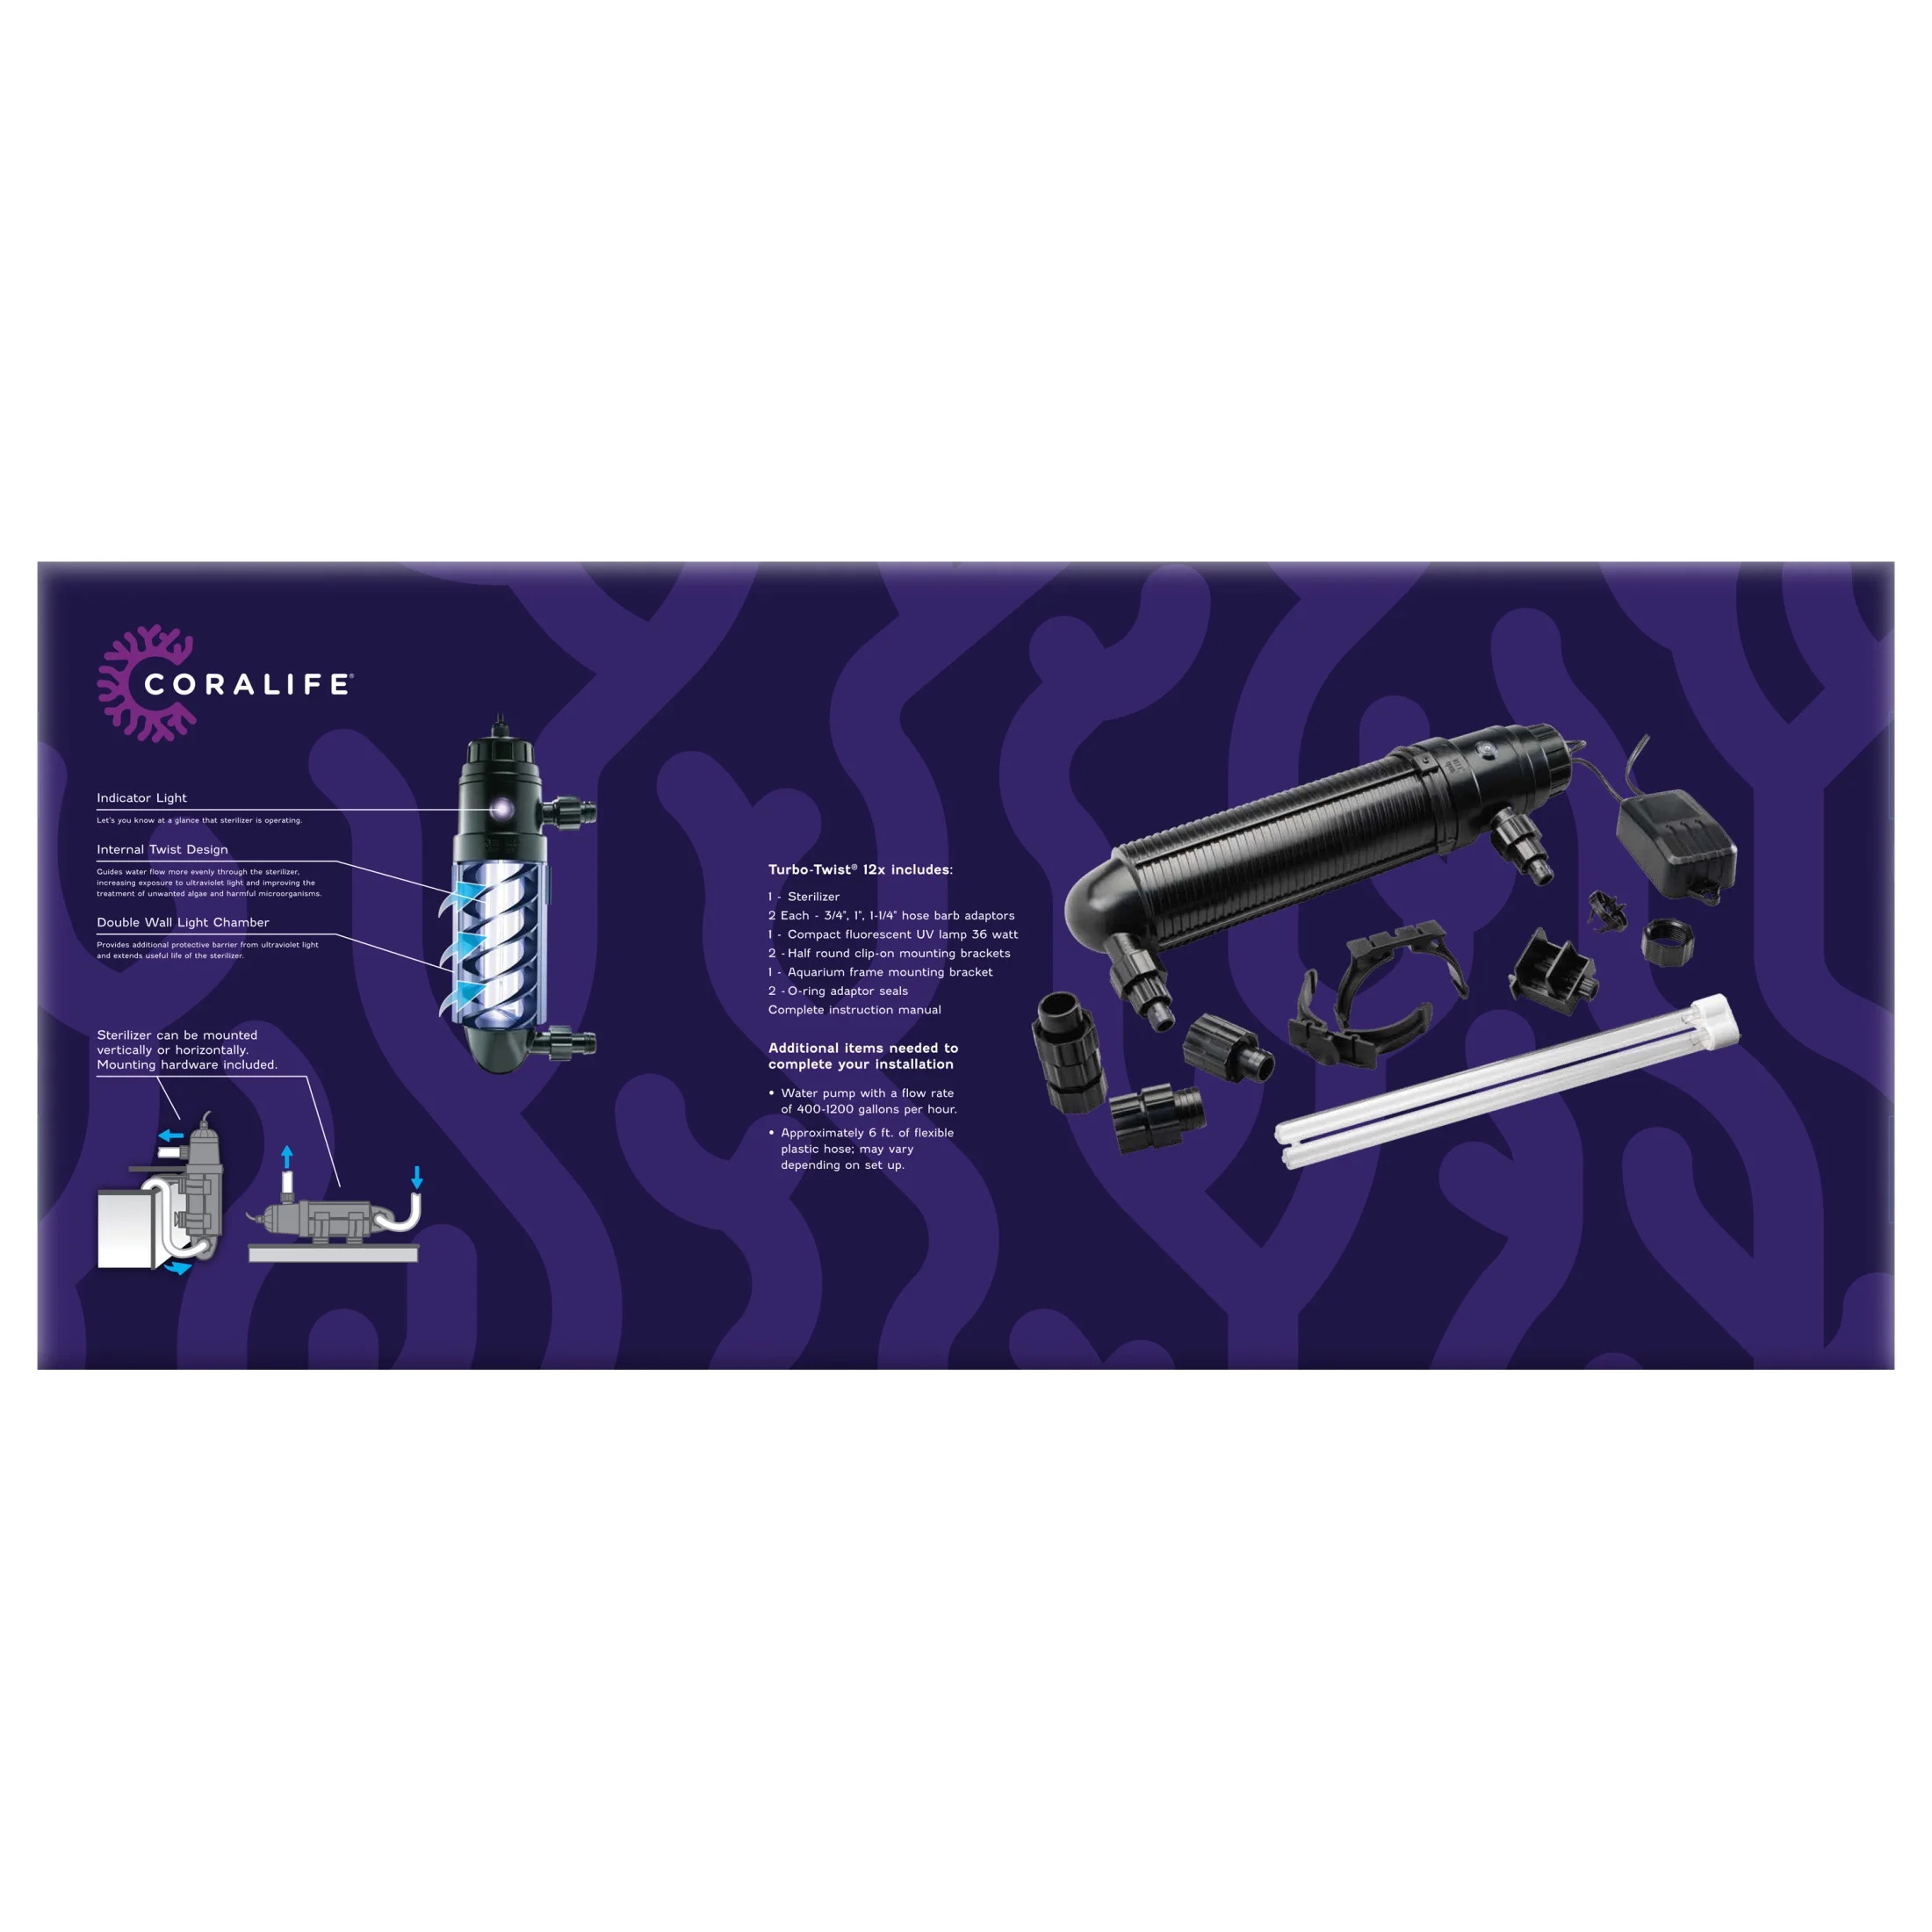 CORALIFE®
Indicator Light
Let's you know at a glance that sterilizer is operating.
Internal Twist Design
Guides water flow more evenly through the sterilizer,
increasing exposure to ultraviolet light and improving the
treatment of unwanted algae and harmful microorganisms.
Double Wall Light Chamber
Provides additional protective barrier from ultraviolet light
and extends useful life of the sterilizer.
Sterilizer can be mounted
vertically or horizontally.
Mounting hardware included.
Turbo-Twist® 12x includes:
1 - Sterilizer
2 Each - 3/4", 1", 1-1/4" hose barb adaptors
1 - Compact fluorescent UV lamp 36 watt
2 - Half round clip-on mounting brackets
1 - Aquarium frame mounting bracket
2 - O-ring adaptor seals
Complete instruction manual
Additional items needed to
complete your installation
• Water pump with a flow rate
of 400-1200 gallons per hour.
• Approximately 6 ft. of flexible
plastic hose; may vary
depending on set up.